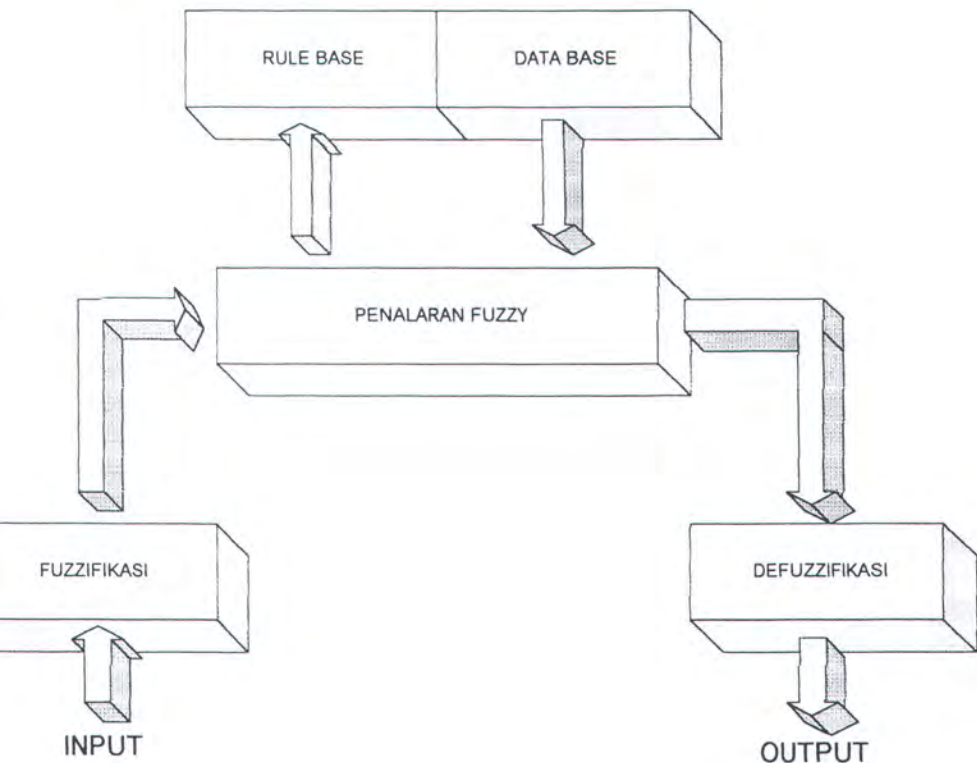 RULE BASE
DATA BASE
PENALARAN FUZZY
FUZZIFIKASI
DEFUZZIFIKASI
INPUT
OUTPUT